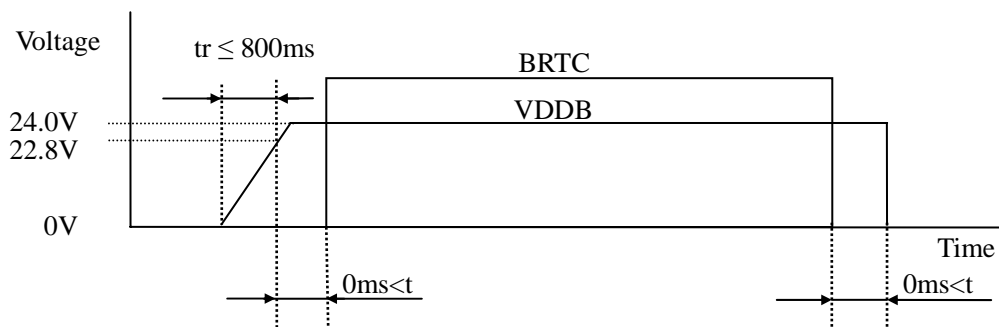 Voltage
tr ≤ 800ms
BRTC
VDDB
24.0V
22.8V
0V
Time
0ms<t
0ms<t